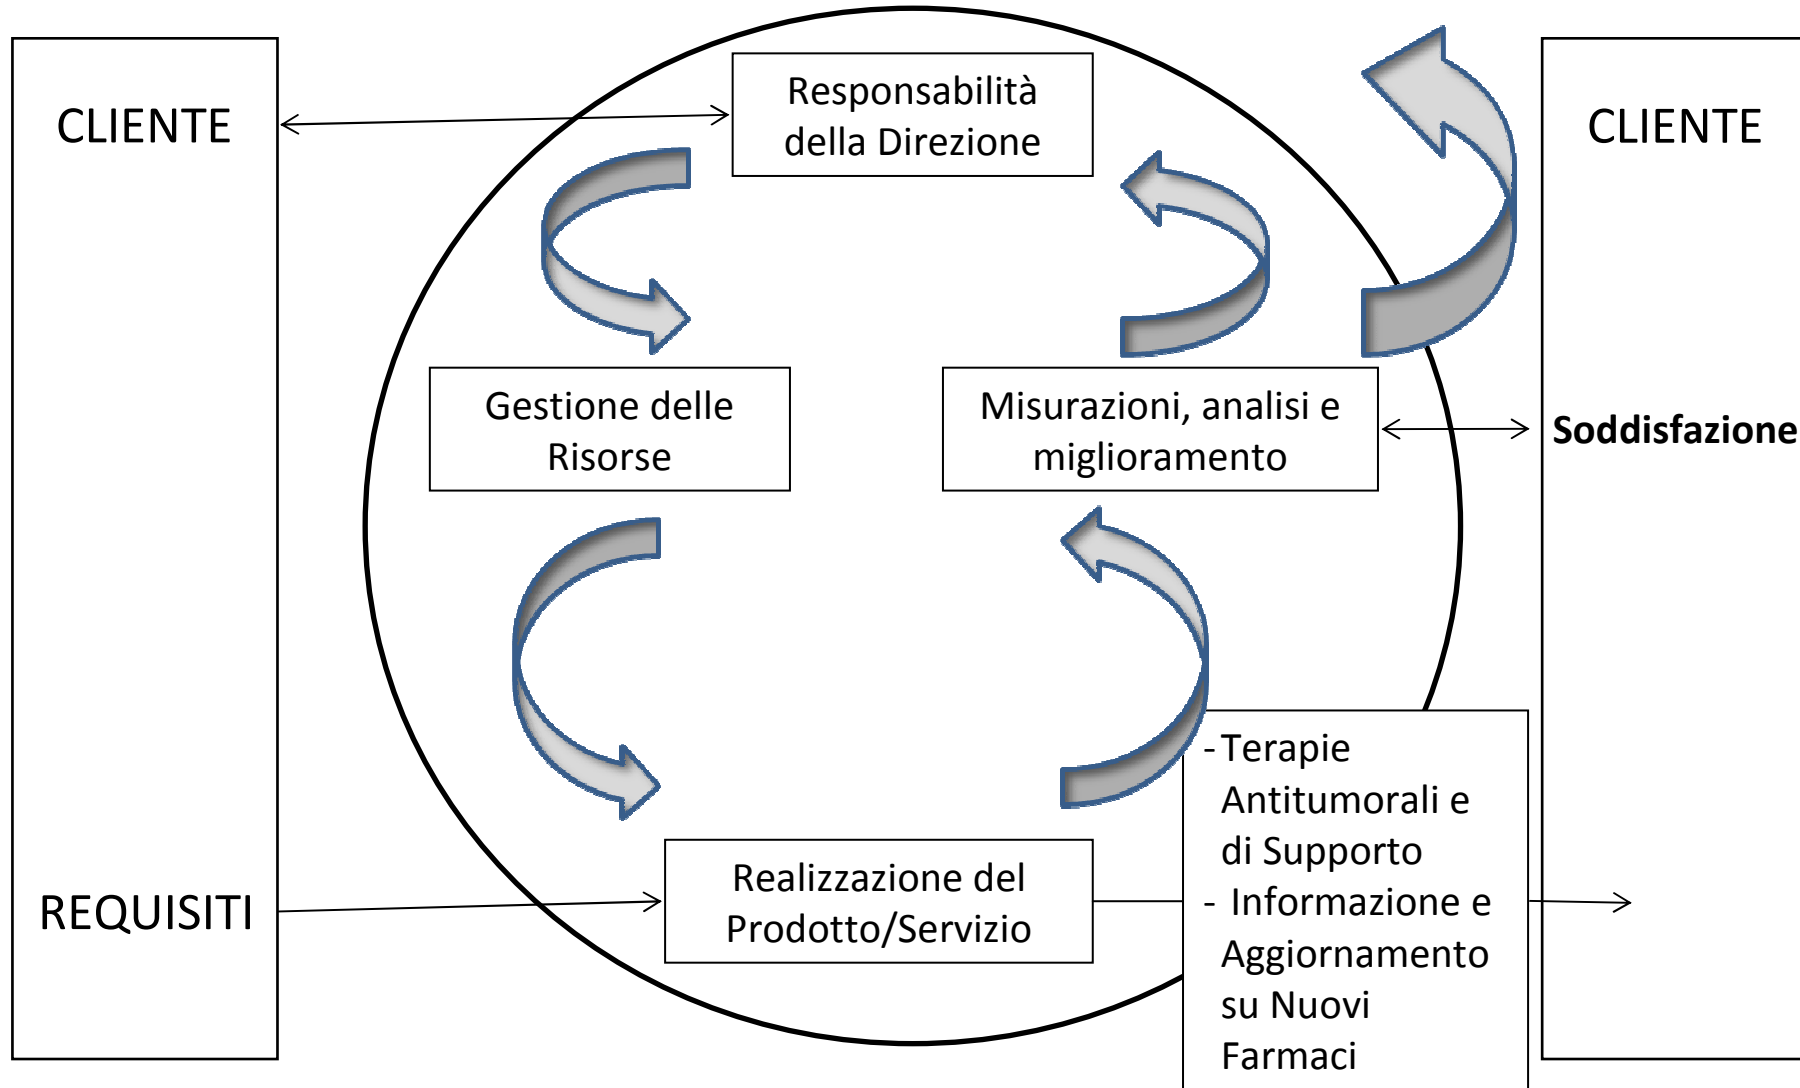 CLIENTE
REQUISITI
Responsabilità
della Direzione
Gestione delle
Risorse
Misurazioni, analisi e
miglioramento
Realizzazione del
Prodotto/Servizio
-Terapie
Antitumorali e
di Supporto
- Informazione e
Aggiornamento
su Nuovi
Farmaci
CLIENTE
Soddisfazione